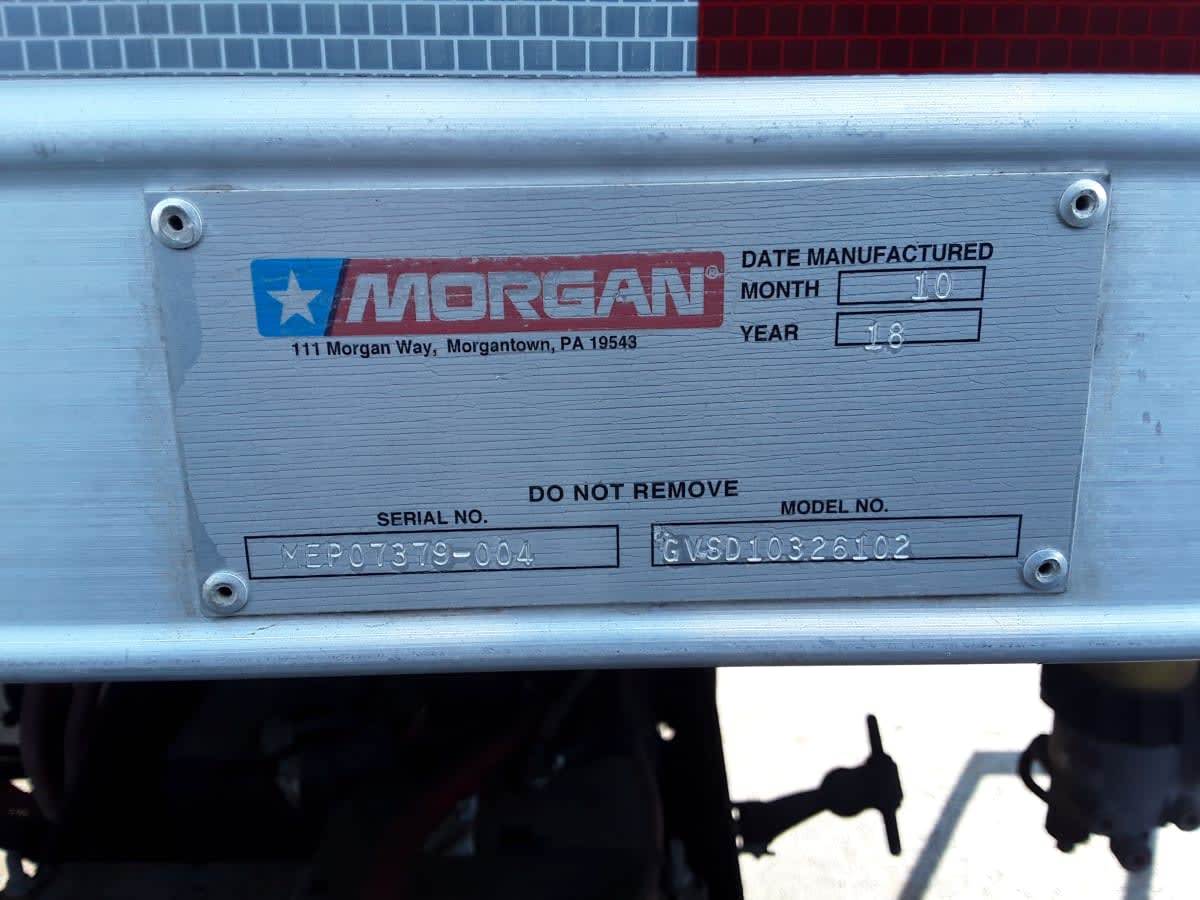 MORGAN®
111 Morgan Way, Morgantown, PA 19543
DATE MANUFACTURED
MONTH 10
YEAR 18
DO NOT REMOVE
SERIAL NO.
MEP07379-004
MODEL NO.
GVSD10326102